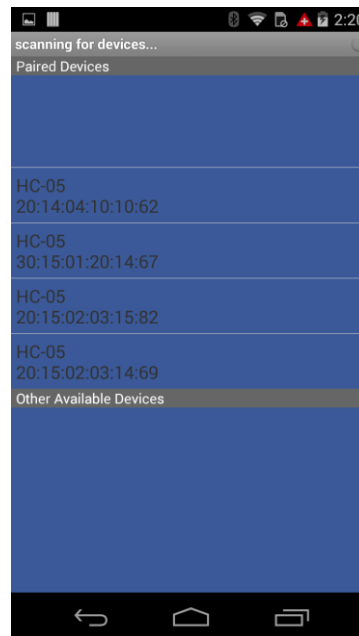 2:20
scanning for devices...
Paired Devices
HC-05
20:14:04:10:10:62
HC-05
30:15:01:20:14:67
HC-05
20:15:02:03:15:82
HC-05
20:15:02:03:14:69
Other Available Devices